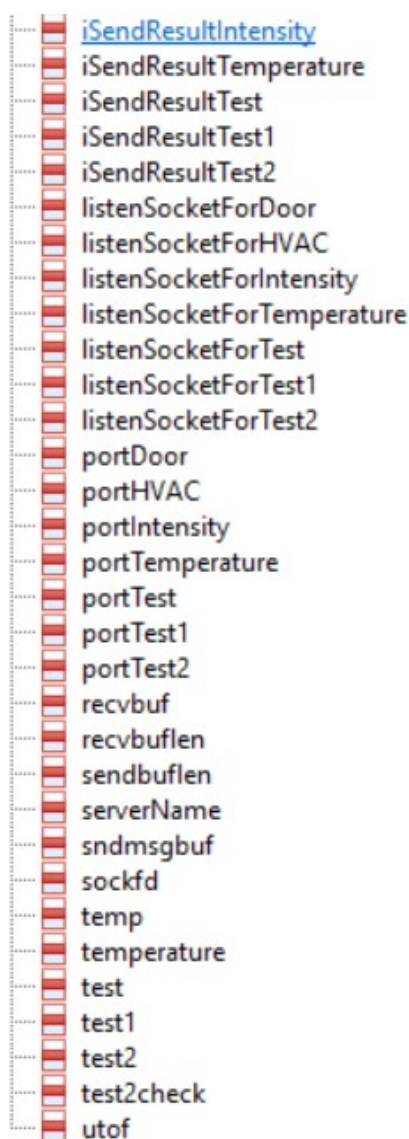 iSendResultIntensity
iSendResultTemperature
iSendResultTest
iSendResultTest1
iSendResultTest2
listenSocketForDoor
listenSocketForHVAC
listenSocketForIntensity
listenSocketForTemperature
listenSocketForTest
listenSocketForTest1
listenSocketForTest2
portDoor
portHVAC
portIntensity
portTemperature
portTest
portTest1
portTest2
recvbuf
recvbuflen
sendbuflen
serverName
sndmsgbuf
sockfd
temp
temperature
test
test1
test2
test2check
utof